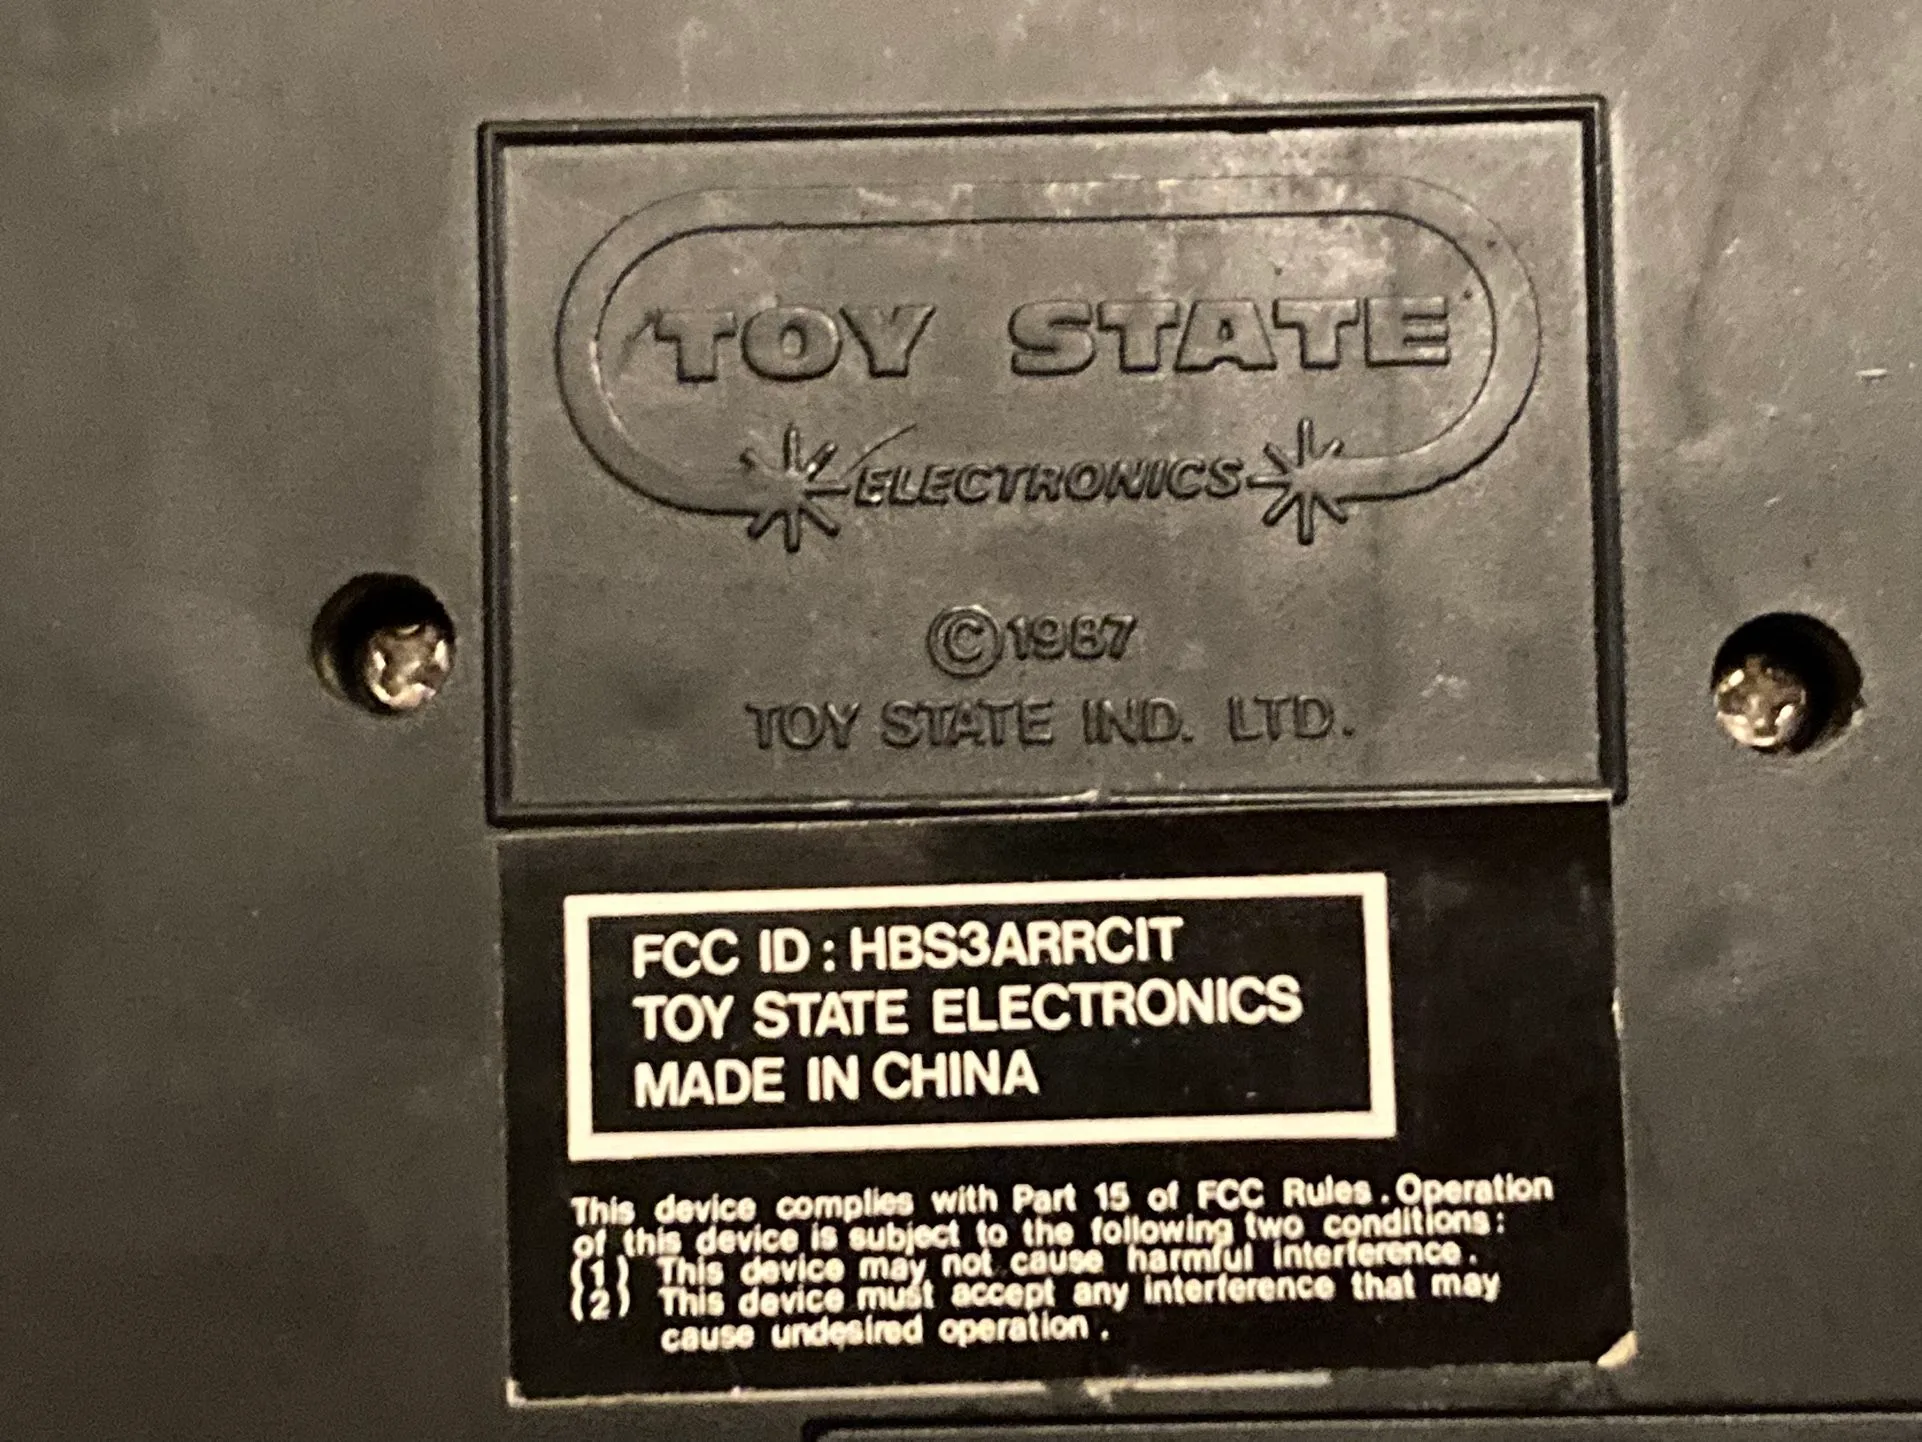 TOY STATE
ELECTRONICS
©1987
TOY STATE IND. LTD.
FCC ID : HBS3ARRCIT
TOY STATE ELECTRONICS
MADE IN CHINA
This device complies with Part 15 of FCC Rules. Operation
of this device is subject to the following two conditions:
(1) This device may not cause harmful interference.
(2) This device must accept any interference that may
cause undesired operation.